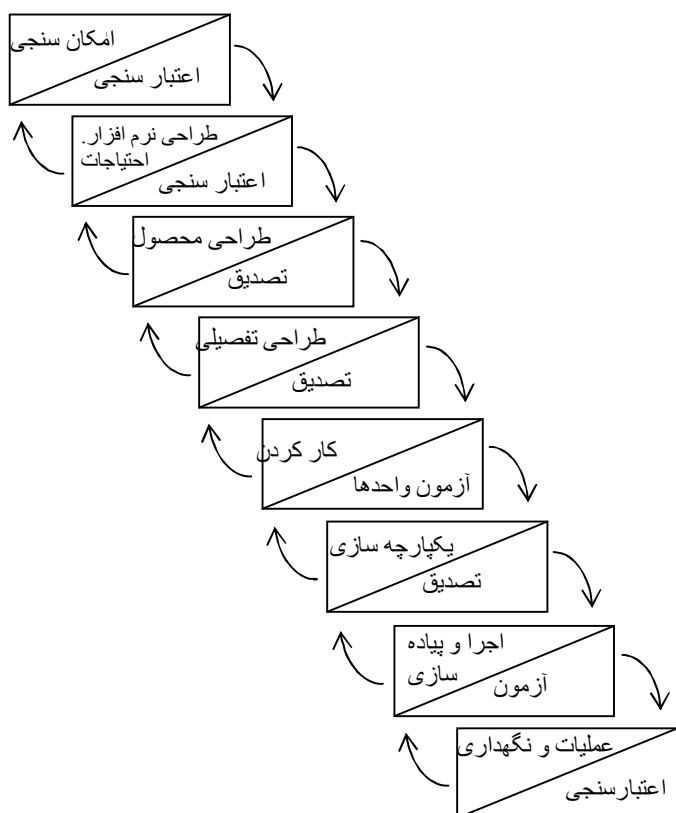 امکان سنجی
اعتبار سنجی
طراحی نرم افزار.
احتیاجات
اعتبار سنجی
طراحی محصول
تصدیق
طراحی تفصیلی
تصدیق
کار کردن
آزمون واحدها
یکپارچه سازی
تصدیق
اجرا و پیاده
سازی
آزمون
عملیات و نگهداری
اعتبارسنجی